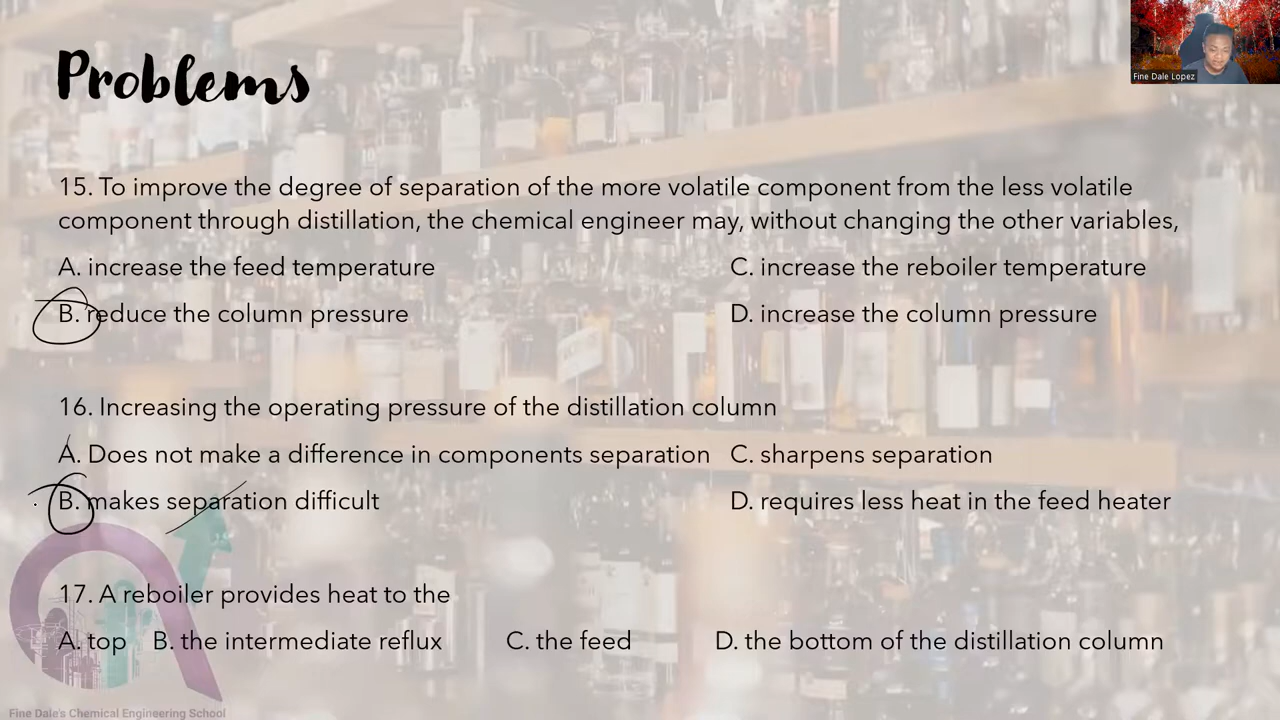 Problems
Fine Dale Lopez
15. To improve the degree of separation of the more volatile component from the less volatile
component through distillation, the chemical engineer may, without changing the other variables,
A. increase the feed temperature
C. increase the reboiler temperature
B. reduce the column pressure
D. increase the column pressure
16. Increasing the operating pressure of the distillation column
A. Does not make a difference in components separation
C. sharpens separation
B. makes separation difficult
D. requires less heat in the feed heater
17. A reboiler provides heat to the
A. top B. the intermediate reflux C. the feed D. the bottom of the distillation column
Fine Dale's Chemical Engineering School